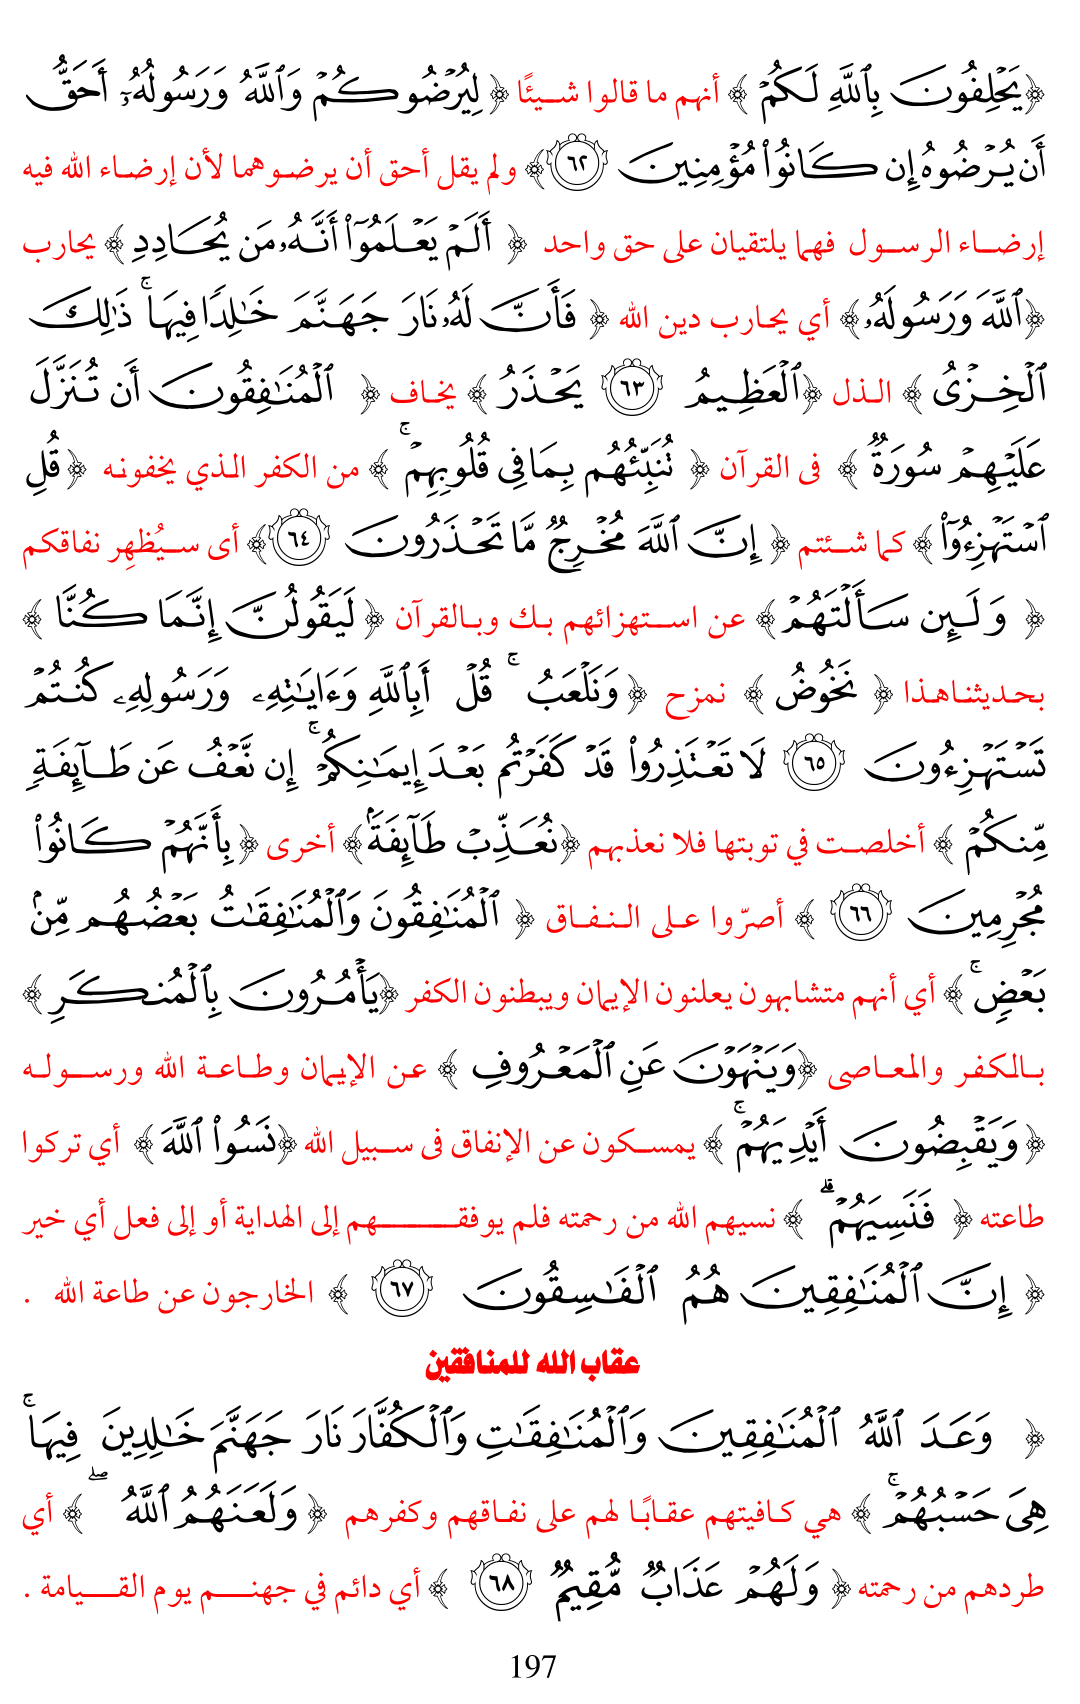 ﴿يَحْلِفُونَ بِٱللَّهِ لَكُمْ ﴾ أنهم ما قالوا شـيئًا ﴿ لِيُرْضُوكُمْ وَٱللَّهُ وَرَسُولُهُۥٓ أَحَقُّ
أَن يُرْضُوهُ إِن كَانُوا۟ مُؤْمِنِينَ ٦٢﴾ ولم يقل أحق أن يرضوهما لأن إرضاء الله فيه
إرضاء الرسول فهما يلتقيان على حق واحد ﴿ أَلَمْ يَعْلَمُوٓا۟ أَنَّهُۥ مَن يُحَادِدِ ﴾ يحارب
﴿ٱللَّهَ وَرَسُولَهُۥ﴾ أي يحارب دين الله ﴿ فَأَنَّ لَهُۥ نَارَ جَهَنَّمَ خَٰلِدًا فِيهَا ۚ ذَٰلِكَ
ٱلْخِزْىُ ﴾ الذل ﴿ٱلْعَظِيمُ ٦٣ يَحْذَرُ ﴾ يخاف ﴿ ٱلْمُنَٰفِقُونَ أَن تُنَزَّلَ
عَلَيْهِمْ سُورَةٌ ﴾ فى القرآن ﴿ تُنَبِّئُهُم بِمَا فِى قُلُوبِهِمْ ۚ ﴾ من الكفر الذي يخفونه ﴿قُلِ
ٱسْتَهْزِءُوٓا۟ ﴾ كما شئتم ﴿ إِنَّ ٱللَّهَ مُخْرِجٌ مَّا تَحْذَرُونَ ٦٤﴾ أى سيُظهِر نفاقكم
﴿ وَلَئِن سَأَلْتَهُمْ ﴾ عن استهزائهم بك وبالقرآن ﴿ لَيَقُولُنَّ إِنَّمَا كُنَّا ﴾
بحديثناهذا ﴿ نَخُوضُ ﴾ نمزح ﴿ وَنَلْعَبُ ۚ قُلْ أَبِٱللَّهِ وَءَايَٰتِهِۦ وَرَسُولِهِۦ كُنتُمْ
تَسْتَهْزِءُونَ ٦٥ لَا تَعْتَذِرُوا۟ قَدْ كَفَرْتُم بَعْدَ إِيمَٰنِكُمْ ۚ إِن نَّعْفُ عَن طَآئِفَةٍ
مِّنكُمْ ﴾ أخلصت في توبتها فلا نعذبهم ﴿نُعَذِّبْ طَآئِفَةًۢ ﴾ أخرى ﴿ بِأَنَّهُمْ كَانُوا۟
مُجْرِمِينَ ٦٦ ﴾ أصرّوا على النفاق ﴿ ٱلْمُنَٰفِقُونَ وَٱلْمُنَٰفِقَٰتُ بَعْضُهُم مِّنۢ
بَعْضٍ ۚ ﴾ أي أنهم متشابهون يعلنون الإيمان ويبطنون الكفر ﴿يَأْمُرُونَ بِٱلْمُنكَرِ ﴾
بالكفر والمعاصى ﴿وَيَنْهَوْنَ عَنِ ٱلْمَعْرُوفِ ﴾ عن الإيمان وطاعة الله ورسوله
﴿ وَيَقْبِضُونَ أَيْدِيَهُمْ ۚ ﴾ يمسكون عن الإنفاق فى سبيل الله ﴿نَسُوا۟ ٱللَّهَ ﴾ أي تركوا
طاعته ﴿ فَنَسِيَهُمْ ۗ ﴾ نسيهم الله من رحمته فلم يوفقهم إلى الهداية أو إلى فعل أي خير
﴿ إِنَّ ٱلْمُنَٰفِقِينَ هُمُ ٱلْفَٰسِقُونَ ٦٧ ﴾ الخارجون عن طاعة الله .
عقاب الله للمنافقين
﴿ وَعَدَ ٱللَّهُ ٱلْمُنَٰفِقِينَ وَٱلْمُنَٰفِقَٰتِ وَٱلْكُفَّارَ نَارَ جَهَنَّمَ خَٰلِدِينَ فِيهَا ۚ
هِىَ حَسْبُهُمْ ۚ ﴾ هي كافيتهم عقابًا لهم على نفاقهم وكفرهم ﴿ وَلَعَنَهُمُ ٱللَّهُ ۖ ﴾ أي
طردهم من رحمته ﴿ وَلَهُمْ عَذَابٌ مُّقِيمٌ ٦٨ ﴾ أي دائم في جهنم يوم القيامة .
197